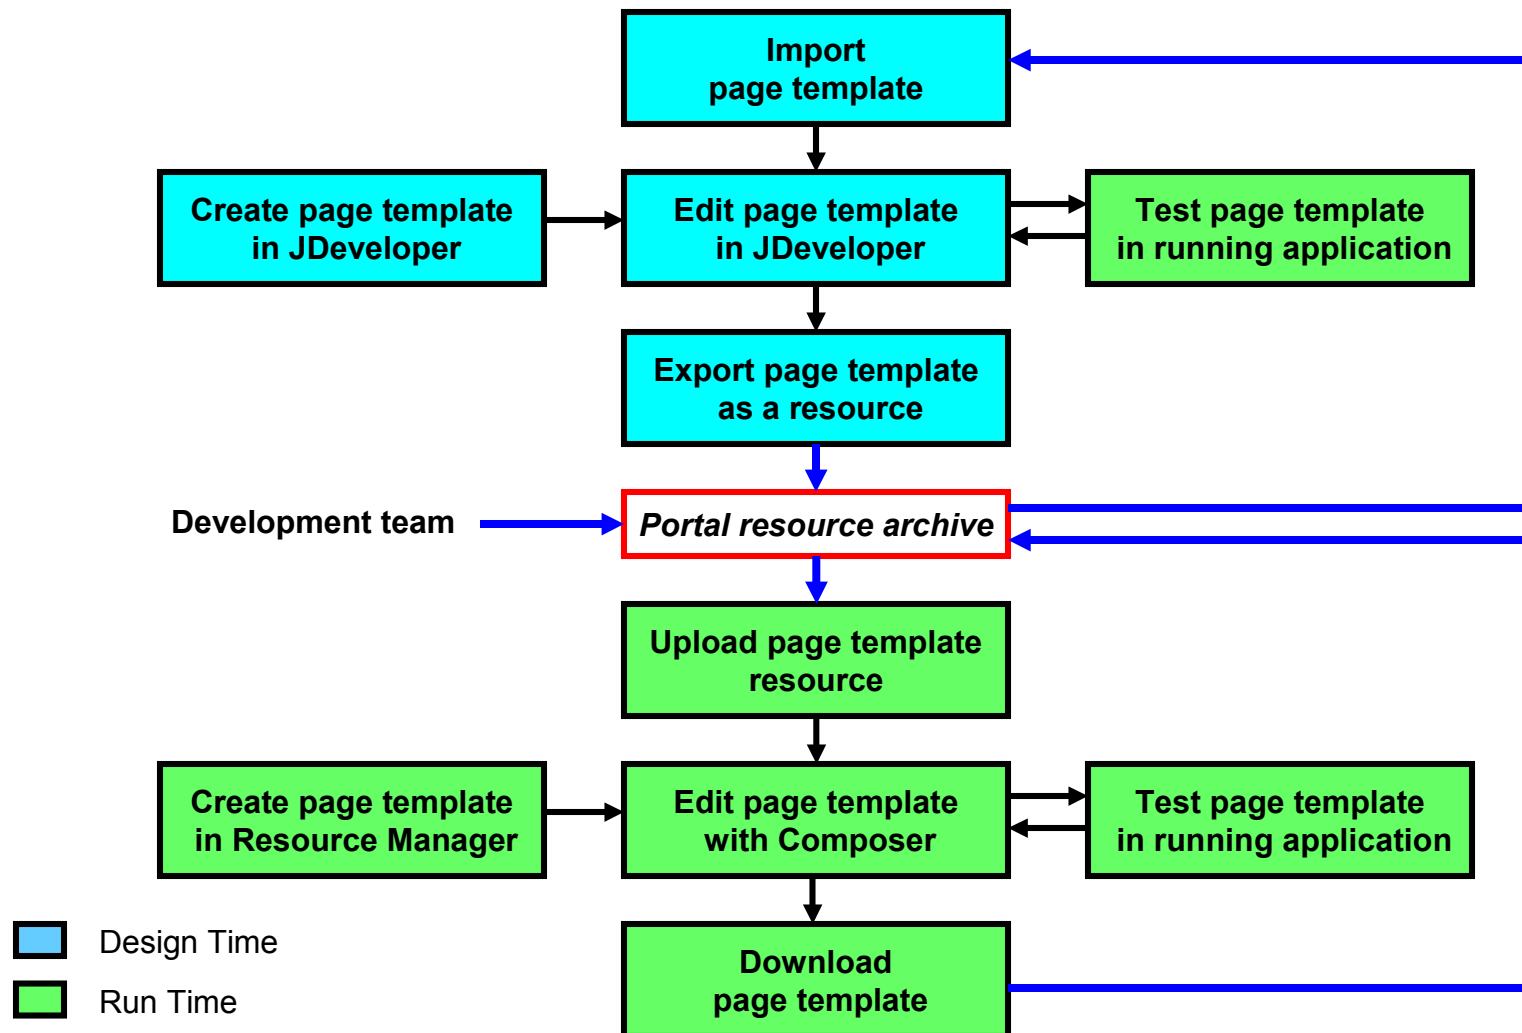 Import
page template
Create page template
in JDeveloper
Edit page template
in JDeveloper
Test page template
in running application
Export page template
as a resource
Development team
Portal resource archive
Upload page template
resource
Create page template
in Resource Manager
Edit page template
with Composer
Test page template
in running application
Design Time
Run Time
Download
page template